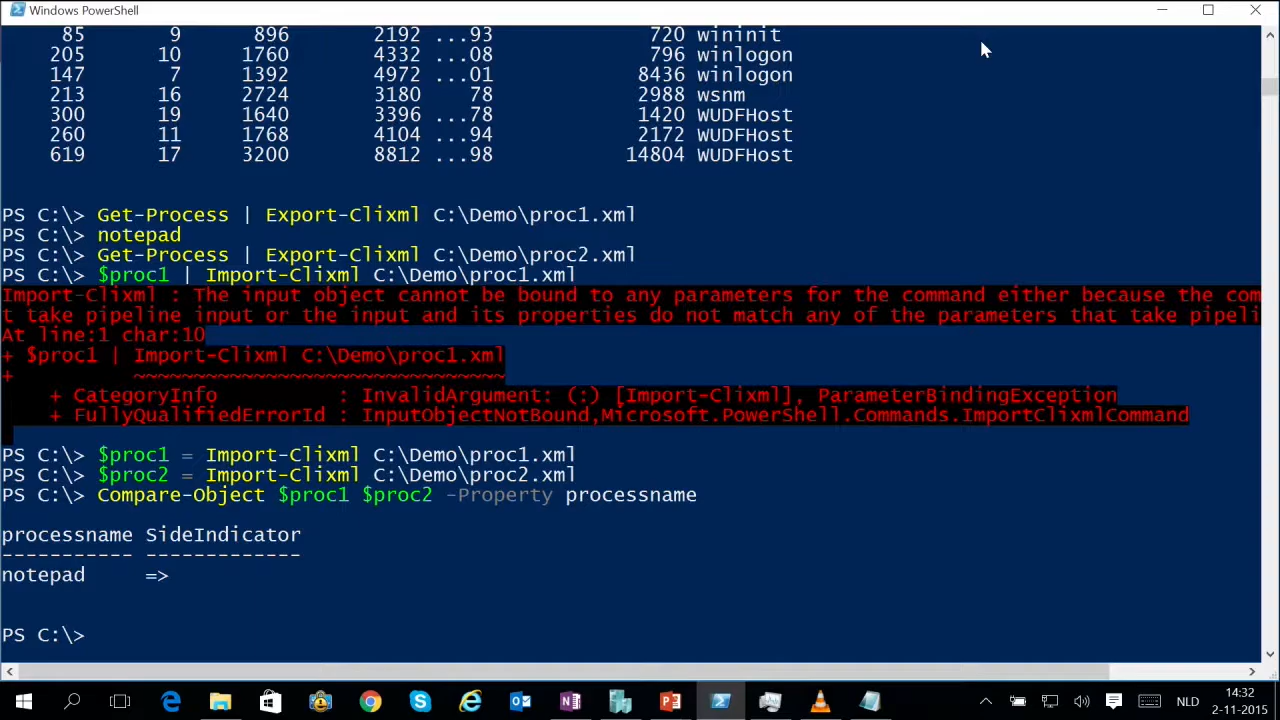 Windows PowerShell
85 9 896 2192 ...93 720 wininit
205 10 1760 4332 ...08 796 winlogon
147 7 1392 4972 ...01 8436 winlogon
213 16 2724 3180 78 2988 wsnm
300 19 1640 3396 ...78 1420 WUDFHost
260 11 1768 4104 ...94 2172 WUDFHost
619 17 3200 8812 ...98 14804 WUDFHost
PS C:\> Get-Process | Export-Clixml C:\Demo\proc1.xml
PS C:\> notepad
PS C:\> Get-Process | Export-Clixml C:\Demo\proc2.xml
PS C:\> $proc1 | Import-Clixml C:\Demo\proc1.xml
Import-Clixml : The input object cannot be bound to any parameters for the command either because the com
t take pipeline input or the input and its properties do not match any of the parameters that take pipeli
At line:1 char:10
+ $proc1 | Import-Clixml C:\Demo\proc1.xml
+ ~~~~~~~~~~~~~~~~~~~~~~~~~~~~~~~
+ CategoryInfo : InvalidArgument: (:) [Import-Clixml], ParameterBindingException
+ FullyQualifiedErrorId : InputObjectNotBound,Microsoft.PowerShell.Commands.ImportClixmlCommand
PS C:\> $proc1 = Import-Clixml C:\Demo\proc1.xml
PS C:\> $proc2 = Import-Clixml C:\Demo\proc2.xml
PS C:\> Compare-Object $proc1 $proc2 -Property processname
processname SideIndicator
----------- -------------
notepad =>
PS C:\>
NLD
14:32
2-11-2015